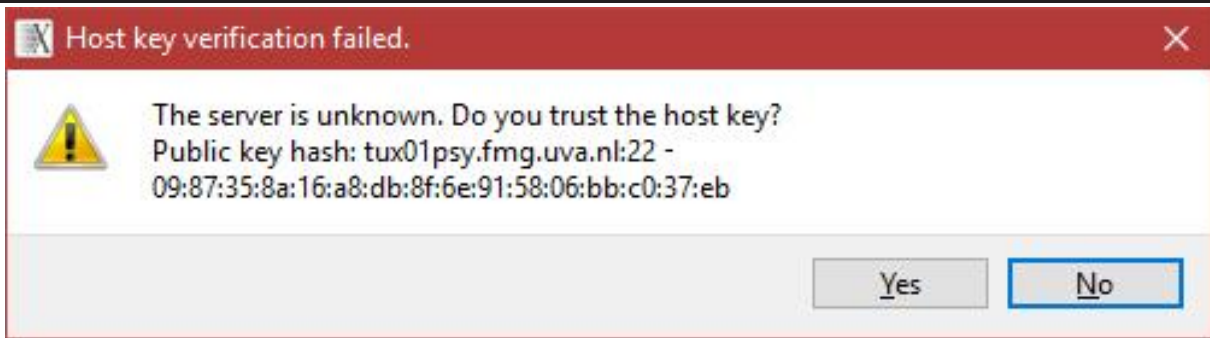 Host key verification failed.
The server is unknown. Do you trust the host key?
Public key hash: tux01psy.fmg.uva.nl:22 -
09:87:35:8a:16:a8:db:8f:6e:91:58:06:bb:c0:37:eb
Yes
No